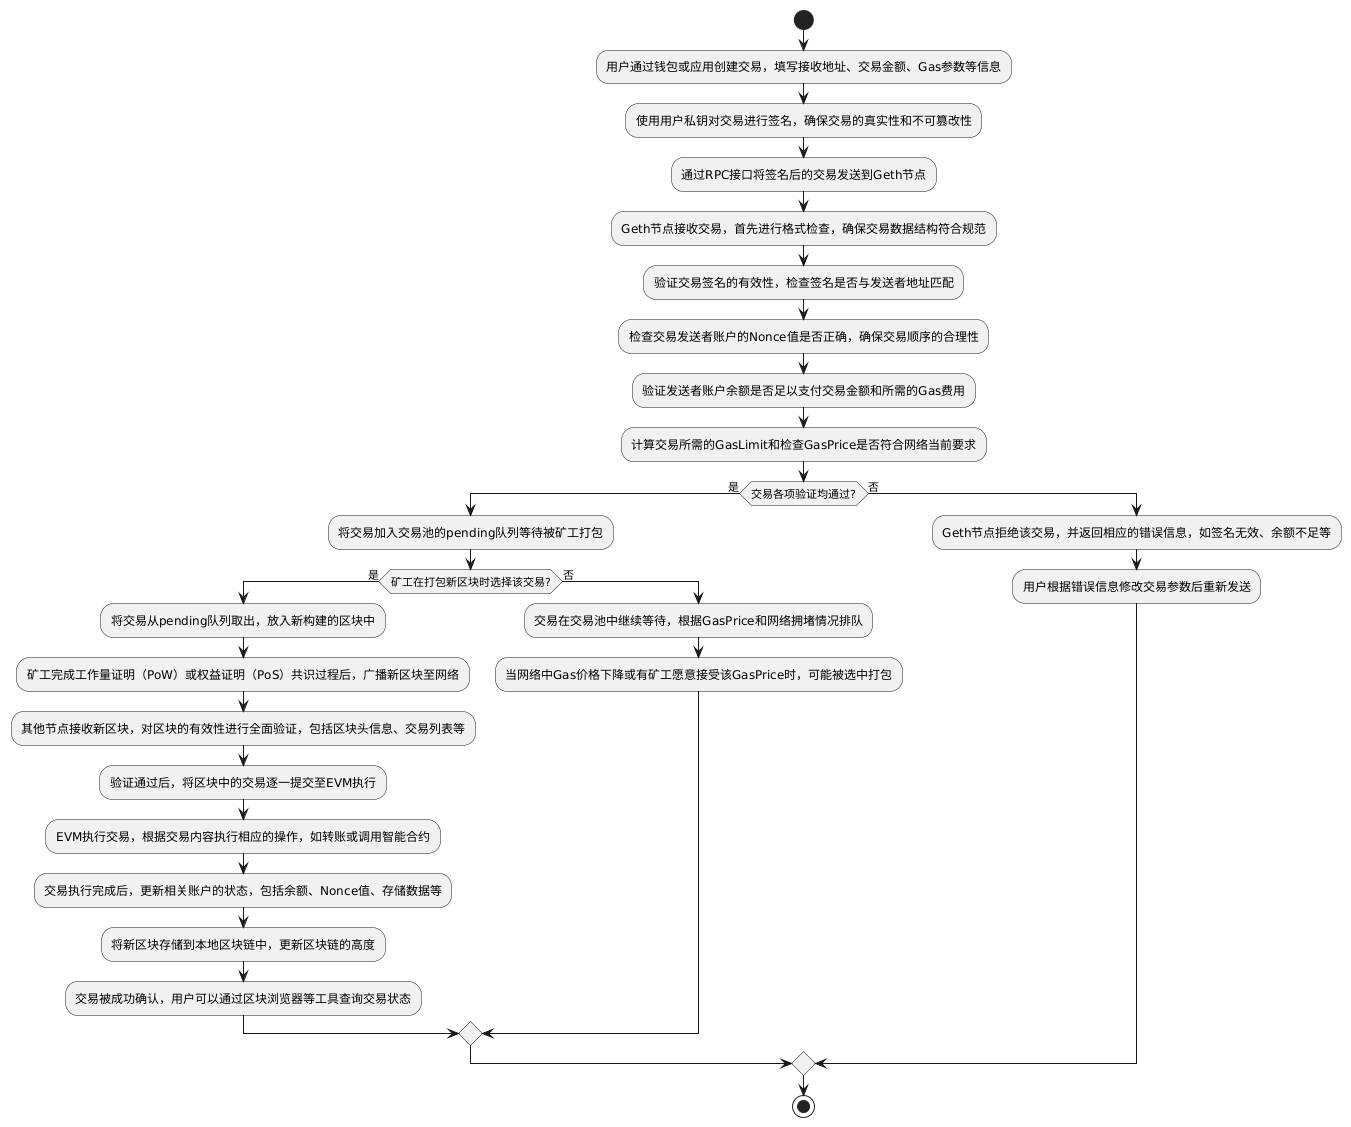 用户通过钱包或应用创建交易，填写接收地址、交易金额、Gas参数等信息
使用用户私钥对交易进行签名，确保交易的真实性和不可篡改性
通过RPC接口将签名后的交易发送到Geth节点
Geth节点接收交易，首先进行格式检查，确保交易数据结构符合规范
验证交易签名的有效性，检查签名是否与发送者地址匹配
检查交易发送者账户的Nonce值是否正确，确保交易顺序的合理性
验证发送者账户余额是否足以支付交易金额和所需的Gas费用
计算交易所需的GasLimit和检查GasPrice是否符合网络当前要求
是
交易各项验证均通过?
否
将交易加入交易池的pending队列等待被矿工打包
是
矿工在打包新区块时选择该交易?
否
将交易从pending队列取出，放入新构建的区块中
矿工完成工作量证明（PoW）或权益证明（PoS）共识过程后，广播新区块至网络
其他节点接收新区块，对区块的有效性进行全面验证，包括区块头信息、交易列表等
验证通过后，将区块中的交易逐一提交至EVM执行
EVM执行交易，根据交易内容执行相应的操作，如转账或调用智能合约
交易执行完成后，更新相关账户的状态，包括余额、Nonce值、存储数据等
将新区块存储到本地区块链中，更新区块链的高度
交易被成功确认，用户可以通过区块浏览器等工具查询交易状态
交易在交易池中继续等待，根据GasPrice和网络拥堵情况排队
当网络中Gas价格下降或有矿工愿意接受该GasPrice时，可能被选中打包
Geth节点拒绝该交易，并返回相应的错误信息，如签名无效、余额不足等
用户根据错误信息修改交易参数后重新发送